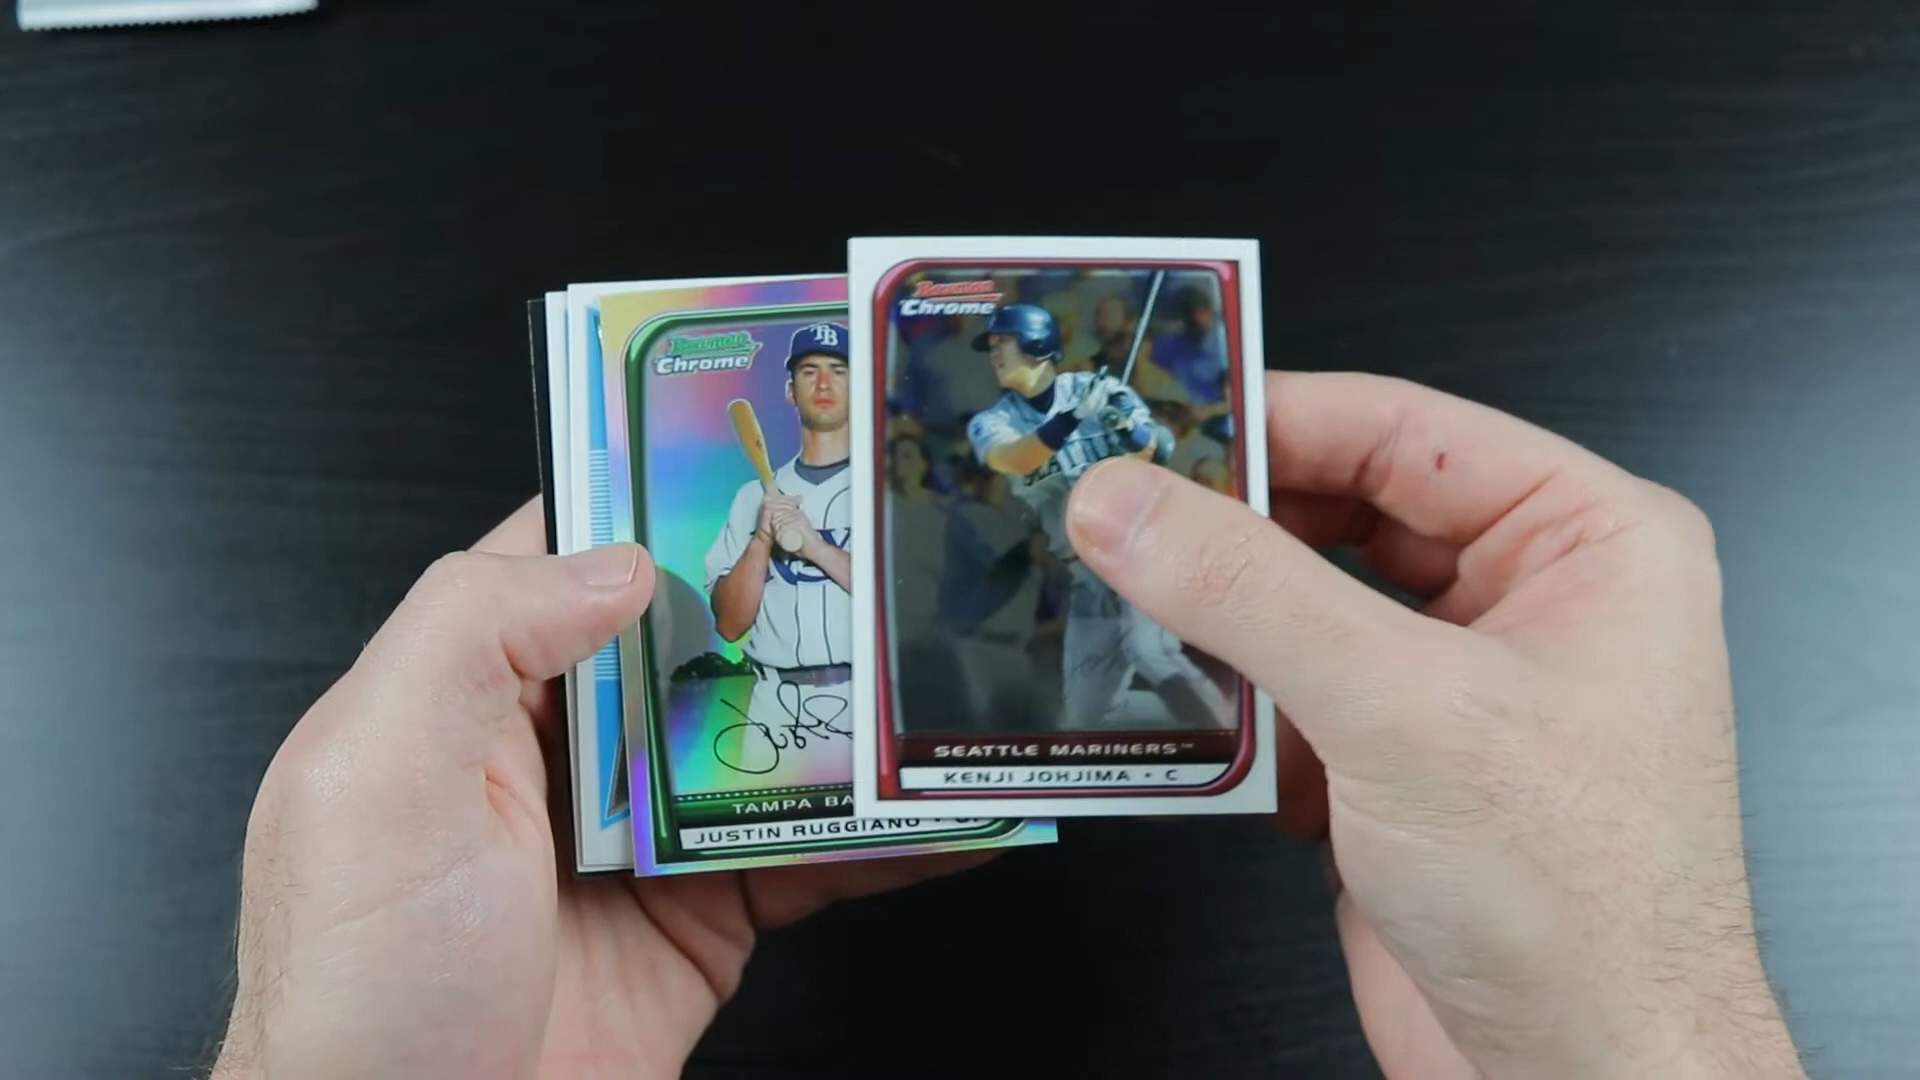 Bowman
Chrome
TB
TAMPA BA
JUSTIN RUGGIANO
Bowman
Chrome
SEATTLE MARINERS™
KENJI JOHJIMA • C